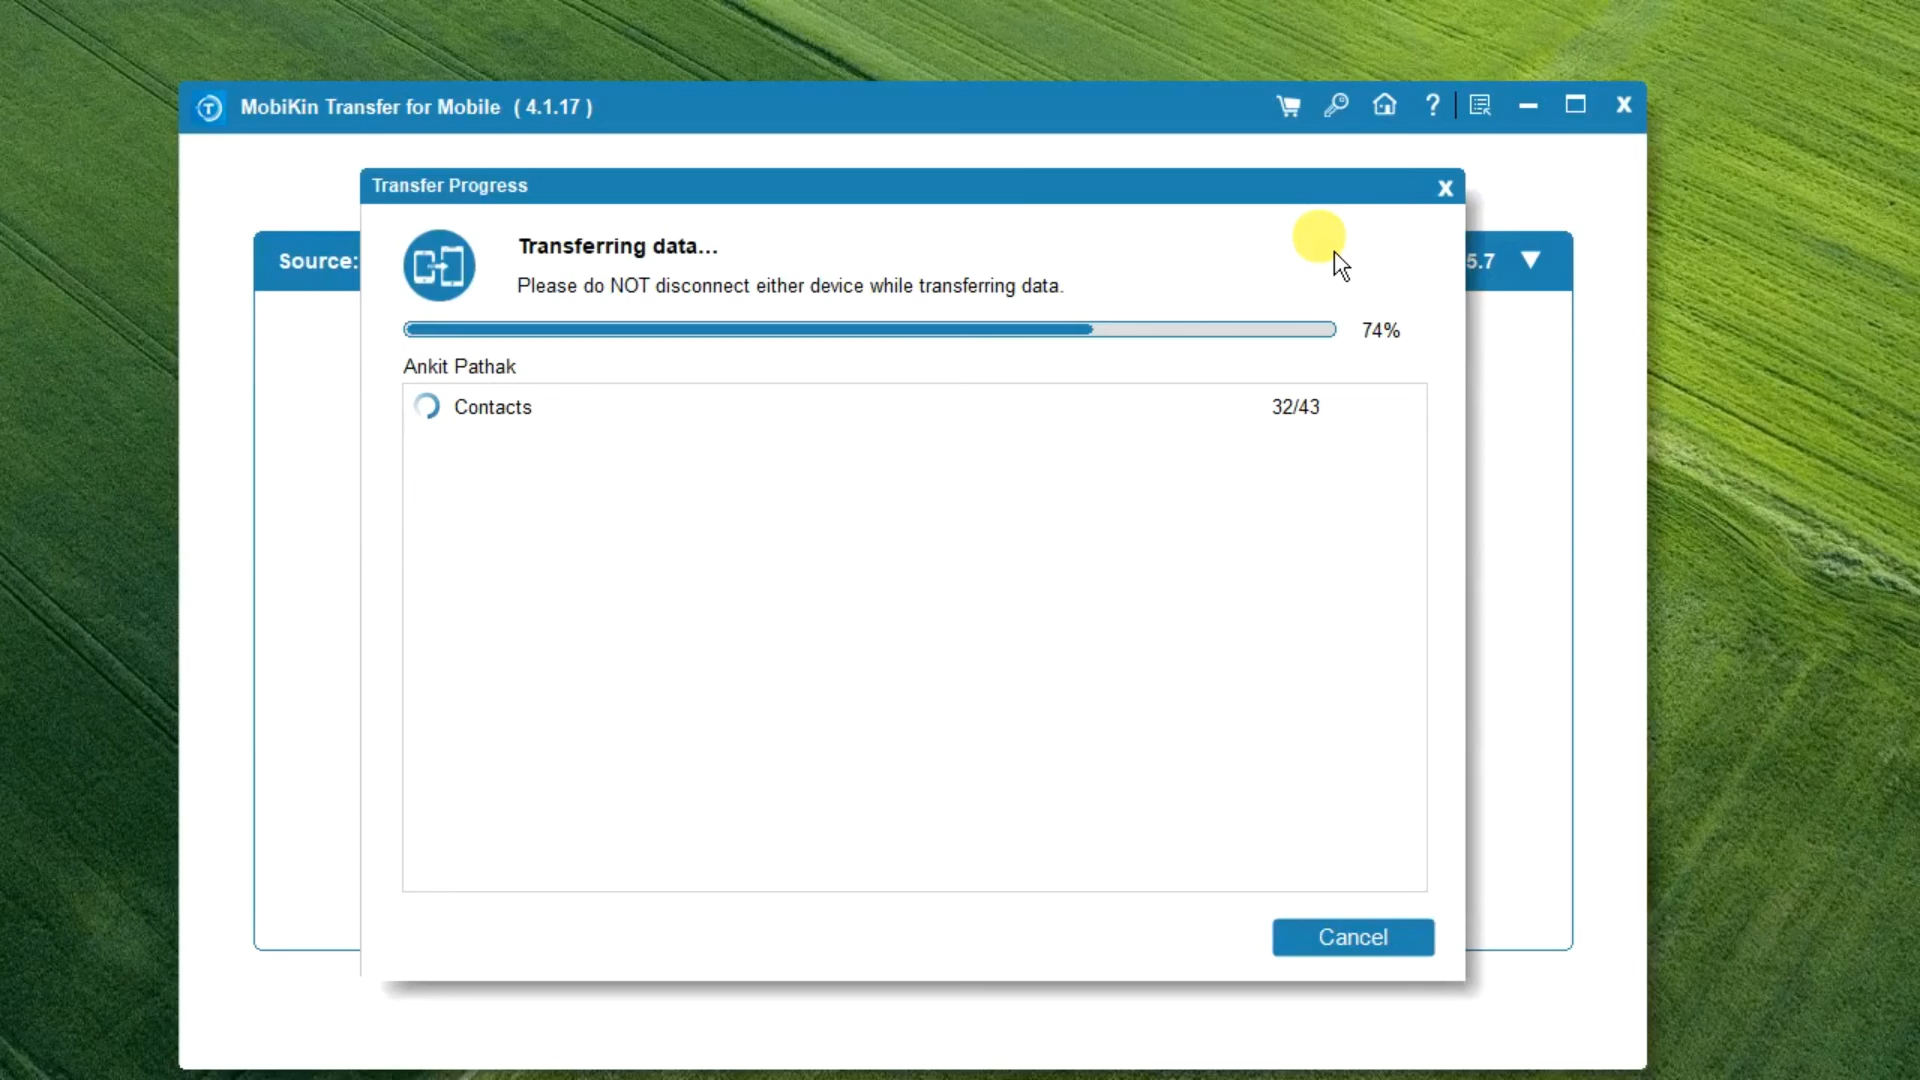 MobiKin Transfer for Mobile ( 4.1.17 )
Transfer Progress
Source:
5.7
Transferring data...
Please do NOT disconnect either device while transferring data.
74%
Ankit Pathak
Contacts 32/43
Cancel